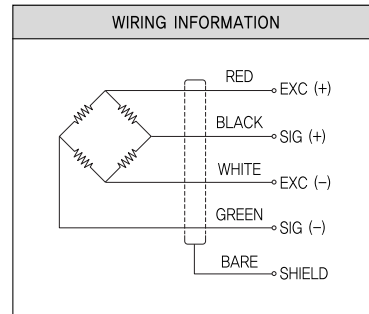 WIRING INFORMATION
RED EXC (+)
BLACK SIG (+)
WHITE EXC (-)
GREEN SIG (-)
BARE SHIELD